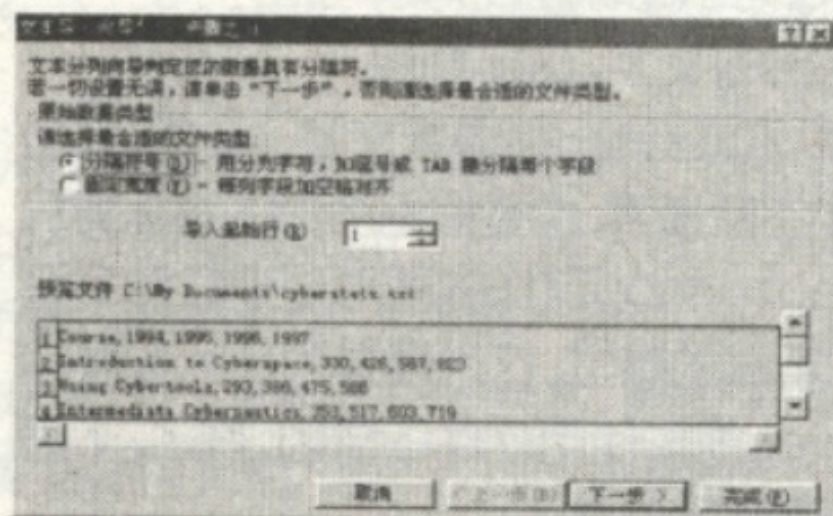 文本分列向导判定您的数据具有分隔符。
若一切设置无误，请单击“下一步”，否则请选择最合适的文件类型。
原始数据类型
请选择最合适的文件类型
分隔符号(D) - 用分列字符，如逗号或 TAB 键分隔每个字段
固定宽度(F) - 每列字段加空格对齐
导入起始行(R) 1
预览文件 C:\My Documents\cyberstats.txt:
1 Course,1994,1995,1996,1997
2 Introduction to Cyberspace,330,426,587,
3 Using Cybertools,293,386,475,
4 Intermediate Cybernautics,353,517,603,719
取消 <上一步(B) 下一步 > 完成(F)